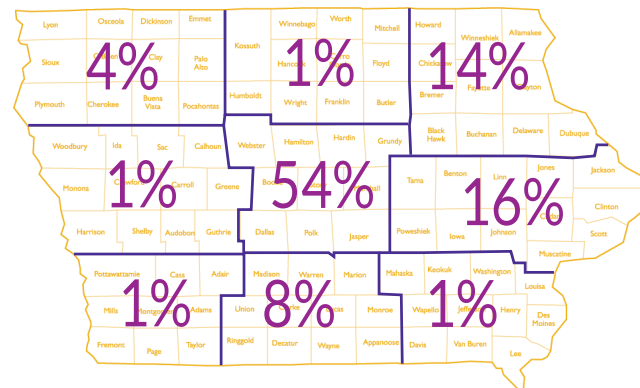 Lyon Osceola Dickinson Emmet Winnebago Worth Mitchell Howard Winneshiek Allamakee
Sioux 4% Clay Palo Alto Kossuth Hancock 1% Floyd Chickasaw 14%
Plymouth Cherokee Buena Vista Pocahontas Humboldt Wright Franklin Butler Bremer Fayette
Black Hawk Buchanan Delaware Dubuque
Woodbury Ida Sac Calhoun Webster Hamilton Hardin Grundy
Monona Crawford 1% Carroll Greene 54% Tama Benton Linn Jones Jackson
16% Clinton
Harrison Shelby Audubon Guthrie Dallas Polk Jasper Poweshiek Iowa Johnson Scott
Muscatine
Pottawattamie Cass Adair Madison Warren Marion Mahaska Keokuk Washington Louisa
Mills Montgomery 1% Adams Union 8% Monroe Wapello 1% Henry Des Moines
Fremont Page Taylor Ringgold Decatur Wayne Appanoose Davis Van Buren Lee